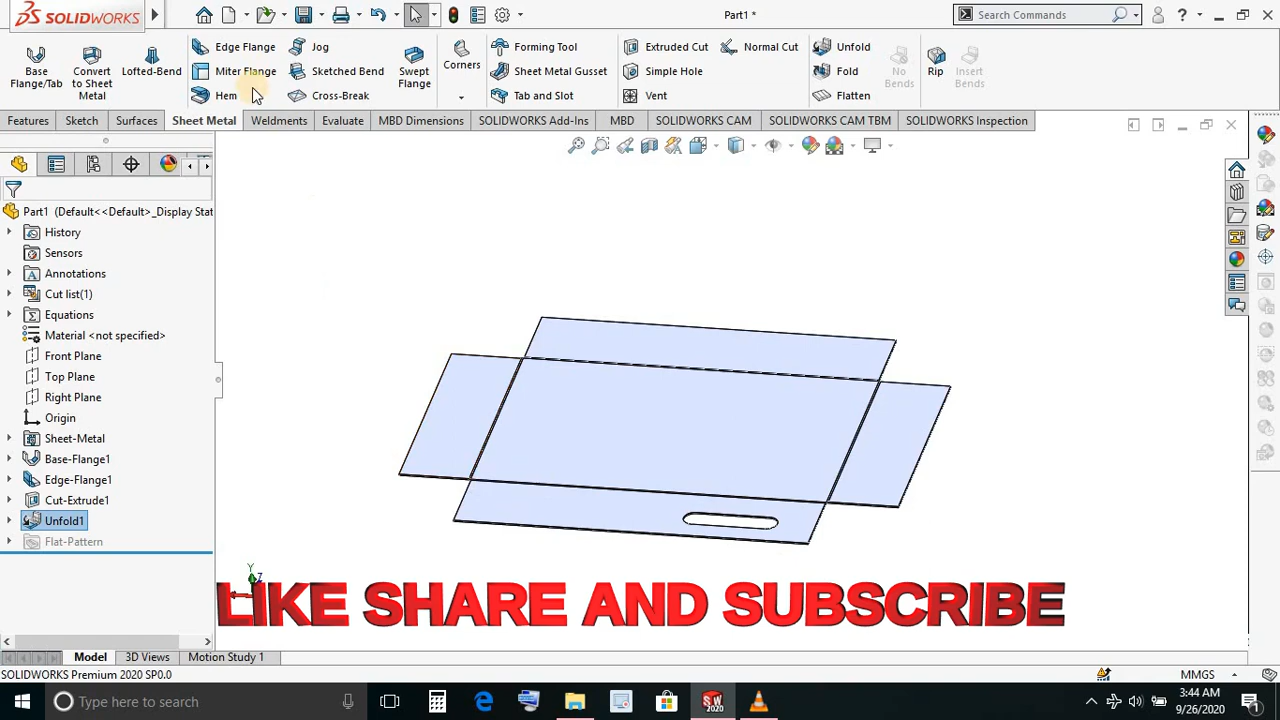 SOLIDWORKS
Part1 *
Search Commands
Base Flange/Tab
Convert to Sheet Metal
Lofted-Bend
Edge Flange
Miter Flange
Hem
Jog
Sketched Bend
Cross-Break
Swept Flange
Corners
Forming Tool
Sheet Metal Gusset
Tab and Slot
Extruded Cut
Simple Hole
Vent
Normal Cut
Unfold
Fold
Flatten
No Bends
Rip
Insert Bends
Features
Sketch
Surfaces
Sheet Metal
Weldments
Evaluate
MBD Dimensions
SOLIDWORKS Add-Ins
MBD
SOLIDWORKS CAM
SOLIDWORKS CAM TBM
SOLIDWORKS Inspection
Part1 (Default<<Default>_Display Stat
History
Sensors
Annotations
Cut list(1)
Equations
Material <not specified>
Front Plane
Top Plane
Right Plane
Origin
Sheet-Metal
Base-Flange1
Edge-Flange1
Cut-Extrude1
Unfold1
Flat-Pattern
Y
Z
LIKE SHARE AND SUBSCRIBE
Model
3D Views
Motion Study 1
SOLIDWORKS Premium 2020 SP0.0
MMGS
Type here to search
SW
2020
3:44 AM
9/26/2020
1